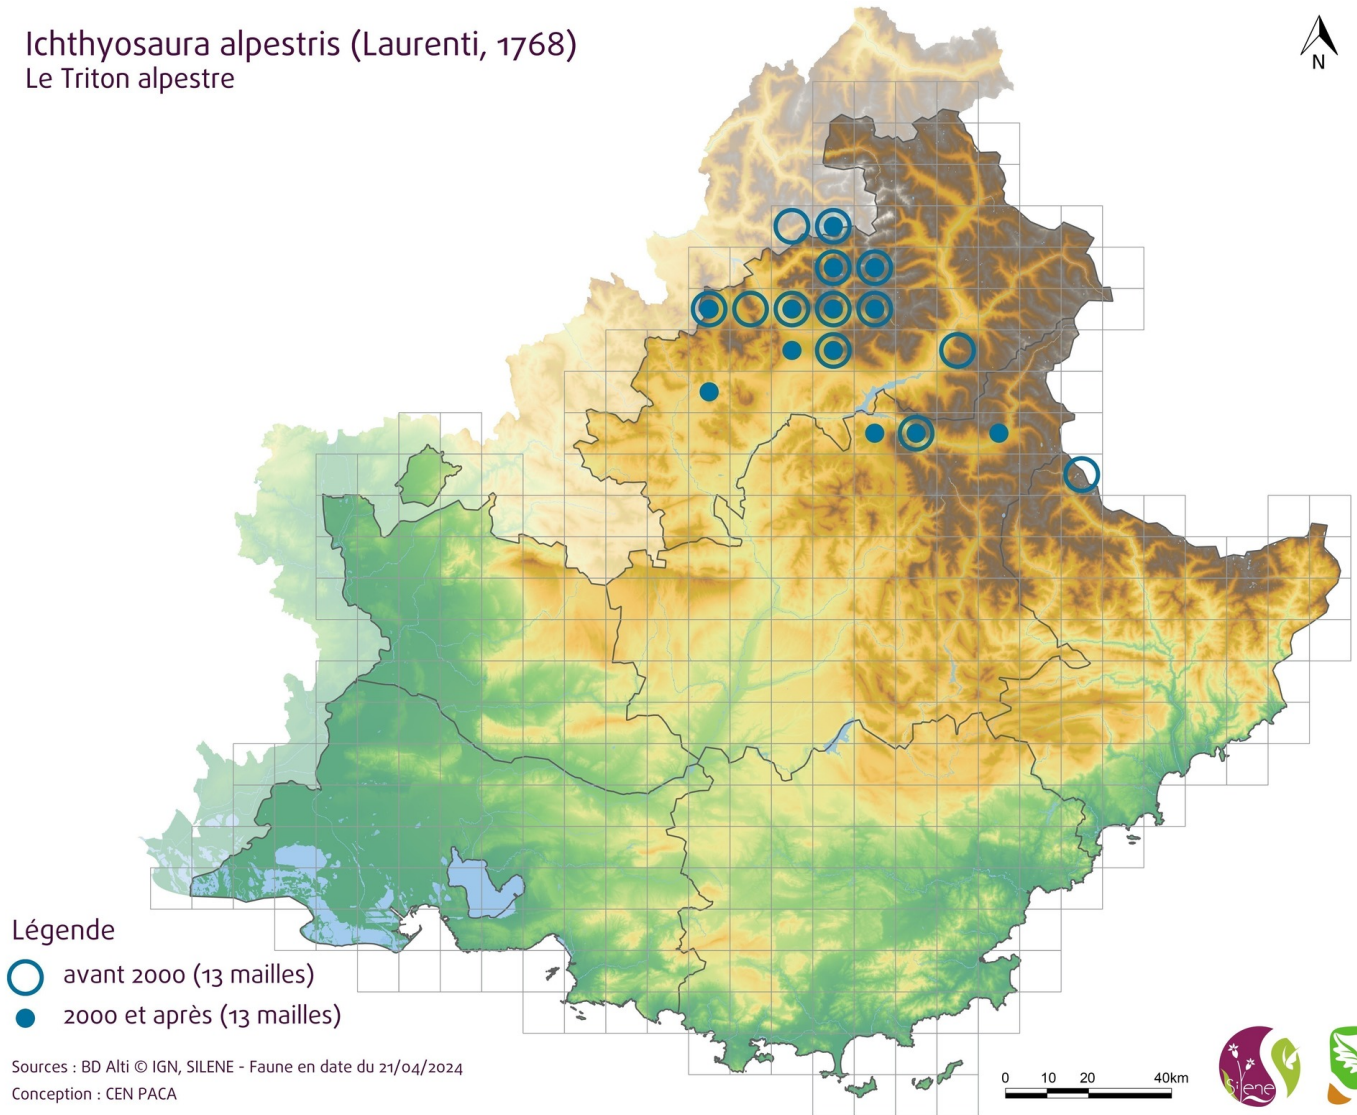 Ichthyosaura alpestris (Laurenti, 1768)
Le Triton alpestre
N
Légende
avant 2000 (13 mailles)
2000 et après (13 mailles)
Sources : BD Alti © IGN, SILENE - Faune en date du 21/04/2024
Conception : CEN PACA
0 10 20 40km
Silene